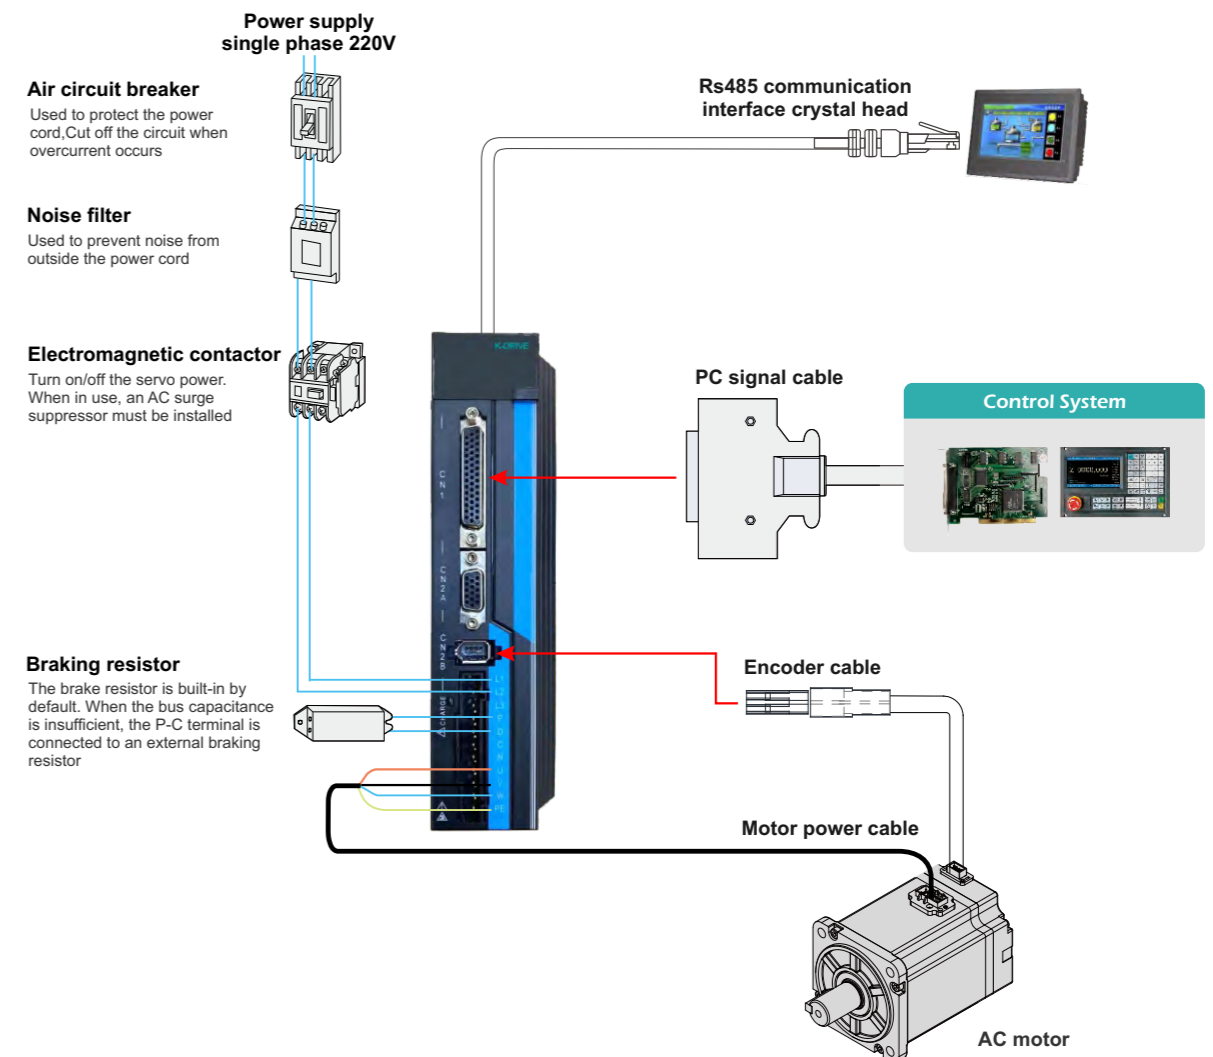 Power supply
single phase 220V
Air circuit breaker
Used to protect the power
cord,Cut off the circuit when
overcurrent occurs
Rs485 communication
interface crystal head
Noise filter
Used to prevent noise from
outside the power cord
Electromagnetic contactor
Turn on/off the servo power.
When in use, an AC surge
suppressor must be installed
K-DRIVE
PC signal cable
Control System
CN1
CN2A
CN2B
Braking resistor
The brake resistor is built-in by
default. When the bus capacitance
is insufficient, the P-C terminal is
connected to an external braking
resistor
Encoder cable
CHARGE
L1
L2
P
D
C
N
U
V
W
PE
Motor power cable
AC motor